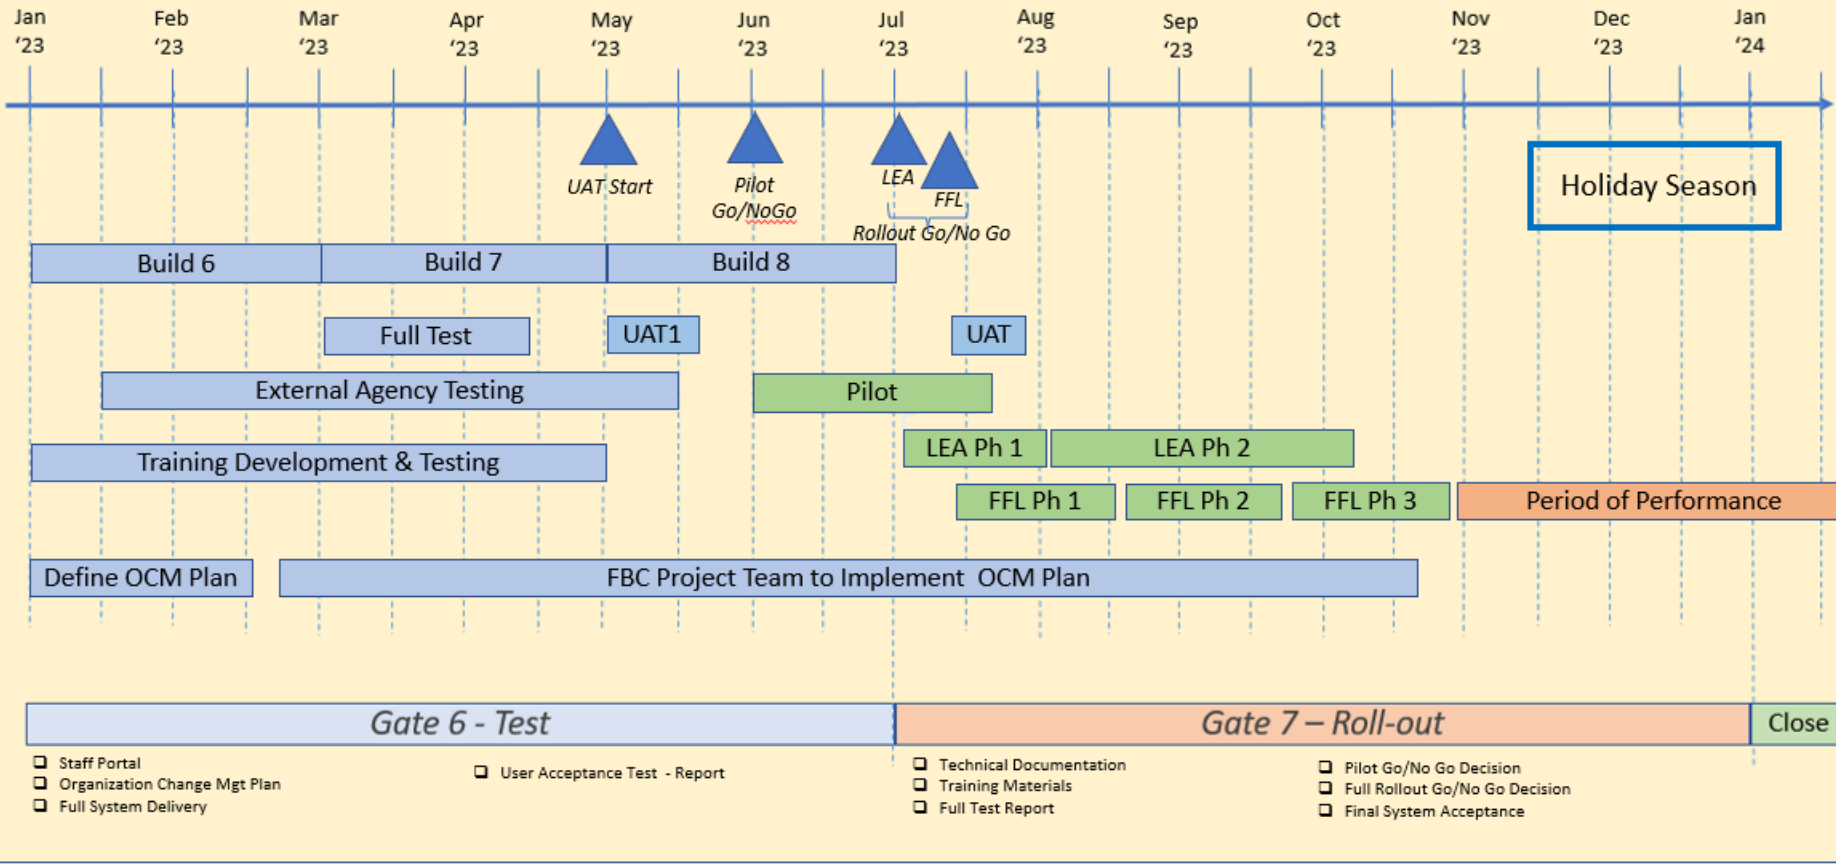 Jan Feb Mar Apr May Jun Jul Aug Sep Oct Nov Dec Jan
‘23 ‘23 ‘23 ‘23 ‘23 ‘23 ‘23 ‘23 ‘23 ‘23 ‘23 ‘23 ‘24
UAT Start
Pilot
Go/NoGo
LEA
FFL
Rollout Go/No Go
Holiday Season
Build 6 Build 7 Build 8
Full Test UAT1 UAT
External Agency Testing Pilot
LEA Ph 1 LEA Ph 2
Training Development & Testing
FFL Ph 1 FFL Ph 2 FFL Ph 3 Period of Performance
Define OCM Plan FBC Project Team to Implement OCM Plan
Gate 6 - Test Gate 7 – Roll-out Close
Staff Portal
Organization Change Mgt Plan
Full System Delivery
User Acceptance Test - Report
Technical Documentation
Training Materials
Full Test Report
Pilot Go/No Go Decision
Full Rollout Go/No Go Decision
Final System Acceptance